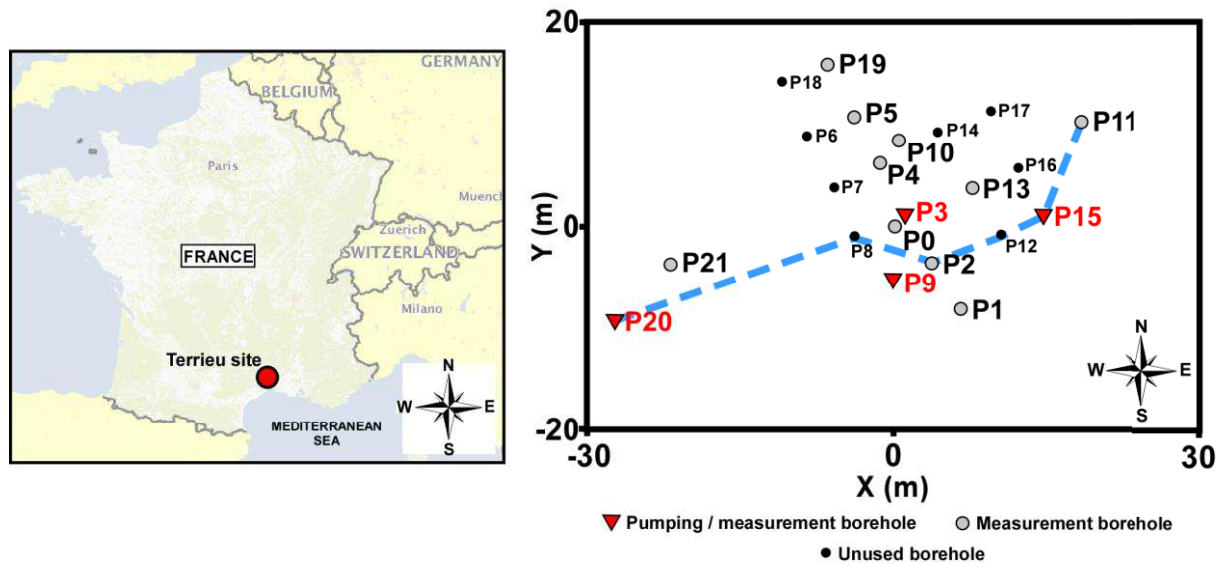 GERMANY
BELGIUM
Paris
Muench
Zuerich
FRANCE
SWITZERLAND
Milano
Terrieu site
MEDITERRANEAN
SEA
N
W E
S
20
P19
P18
P5
P17
P11
P6
P14
P10
P4
P16
P7
P13
P3
P15
Y (m)
0
P0
P8
P12
P21
P2
P9
P20
P1
N
W E
S
-20
-30
0
30
X (m)
Pumping / measurement borehole
Measurement borehole
Unused borehole